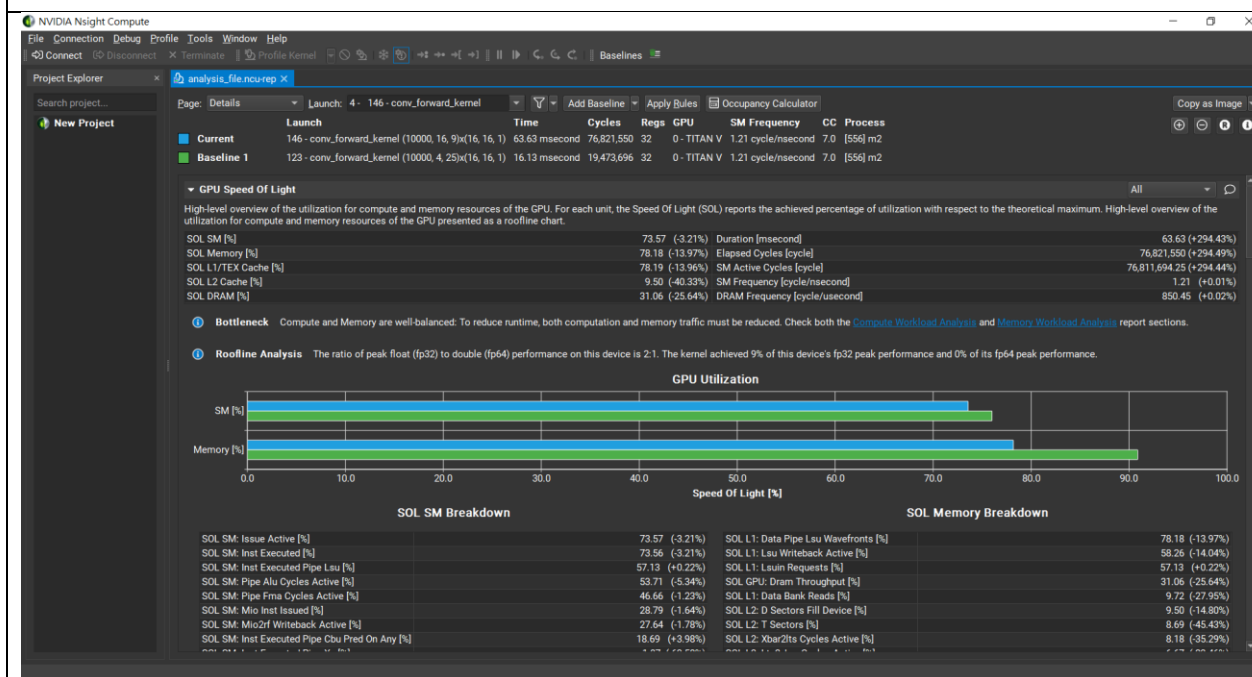 NVIDIA Nsight Compute
File Connection Debug Profile Tools Window Help
Connect Disconnect Terminate Profile Kernel Baselines
Project Explorer
analysis_file.ncu-rep
Search project...
New Project
Page: Details Launch: 4 - 146 - conv_forward_kernel Add Baseline Apply Rules Occupancy Calculator Copy as Image
Launch Time Cycles Regs GPU SM Frequency CC Process
Current 146 - conv_forward_kernel (10000, 16, 9)x(16, 16, 1) 63.63 msecond 76,821,550 32 0 - TITAN V 1.21 cycle/nsecond 7.0 [556] m2
Baseline 1 123 - conv_forward_kernel (10000, 4, 25)x(16, 16, 1) 16.13 msecond 19,473,696 32 0 - TITAN V 1.21 cycle/nsecond 7.0 [556] m2
GPU Speed Of Light All
High-level overview of the utilization for compute and memory resources of the GPU. For each unit, the Speed Of Light (SOL) reports the achieved percentage of utilization with respect to the theoretical maximum. High-level overview of the
utilization for compute and memory resources of the GPU presented as a roofline chart.
SOL SM [%] 73.57 (-3.21%) Duration [msecond] 63.63 (+294.43%)
SOL Memory [%] 78.18 (-13.97%) Elapsed Cycles [cycle] 76,821,550 (+294.49%)
SOL L1/TEX Cache [%] 78.19 (-13.96%) SM Active Cycles [cycle] 76,811,694.25 (+294.44%)
SOL L2 Cache [%] 9.50 (-40.33%) SM Frequency [cycle/nsecond] 1.21 (+0.01%)
SOL DRAM [%] 31.06 (-25.64%) DRAM Frequency [cycle/usecond] 850.45 (+0.02%)
Bottleneck Compute and Memory are well-balanced: To reduce runtime, both computation and memory traffic must be reduced. Check both the Compute Workload Analysis and Memory Workload Analysis report sections.
Roofline Analysis The ratio of peak float (fp32) to double (fp64) performance on this device is 2:1. The kernel achieved 9% of this device's fp32 peak performance and 0% of its fp64 peak performance.
GPU Utilization
SM [%]
Memory [%]
0.0 10.0 20.0 30.0 40.0 50.0 60.0 70.0 80.0 90.0 100.0
Speed Of Light [%]
SOL SM Breakdown SOL Memory Breakdown
SOL SM: Issue Active [%] 73.57 (-3.21%) SOL L1: Data Pipe Lsu Wavefronts [%] 78.18 (-13.97%)
SOL SM: Inst Executed [%] 73.56 (-3.21%) SOL L1: Lsu Writeback Active [%] 58.26 (-14.04%)
SOL SM: Inst Executed Pipe Lsu [%] 57.13 (+0.22%) SOL L1: Lsuin Requests [%] 57.13 (+0.22%)
SOL SM: Pipe Alu Cycles Active [%] 53.71 (-5.34%) SOL GPU: Dram Throughput [%] 31.06 (-25.64%)
SOL SM: Pipe Fma Cycles Active [%] 46.66 (-1.23%) SOL L1: Data Bank Reads [%] 9.72 (-27.95%)
SOL SM: Mio Inst Issued [%] 28.79 (-1.64%) SOL L2: D Sectors Fill Device [%] 9.50 (-14.80%)
SOL SM: Mio2rf Writeback Active [%] 27.64 (-1.78%) SOL L2: T Sectors [%] 8.69 (-45.43%)
SOL SM: Inst Executed Pipe Cbu Pred On Any [%] 18.69 (+3.98%) SOL L2: Xbar2lts Cycles Active [%] 8.18 (-35.29%)